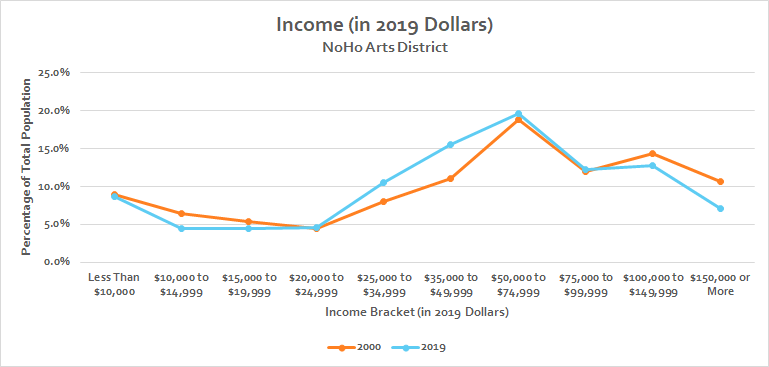 Income (in 2019 Dollars)
NoHo Arts District
Percentage of Total Population
25.0%
20.0%
15.0%
10.0%
5.0%
0.0%
Less Than
$10,000
$10,000 to
$14,999
$15,000 to
$19,999
$20,000 to
$24,999
$25,000 to
$34,999
$35,000 to
$49,999
$50,000 to
$74,999
$75,000 to
$99,999
$100,000 to
$149,999
$150,000 or
More
Income Bracket (in 2019 Dollars)
2000
2019